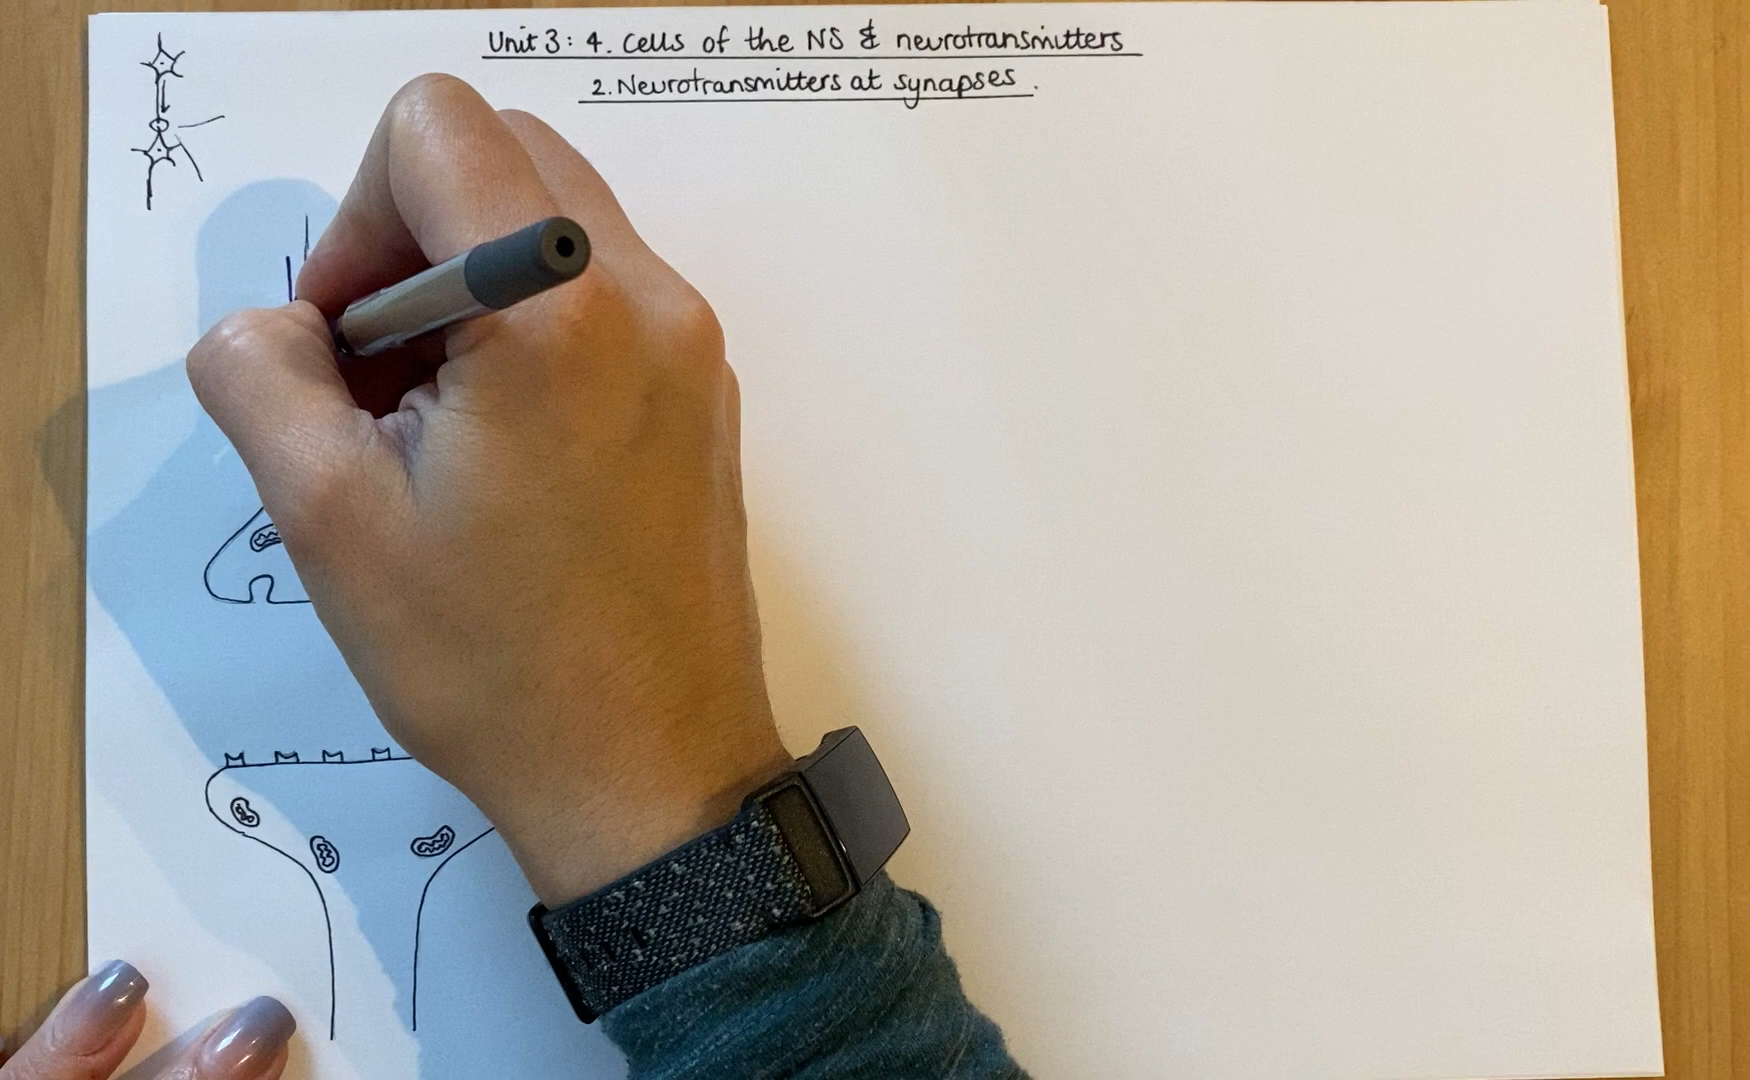 Unit 3: 4. Cells of the NS & neurotransmitters
2. Neurotransmitters at synapses.